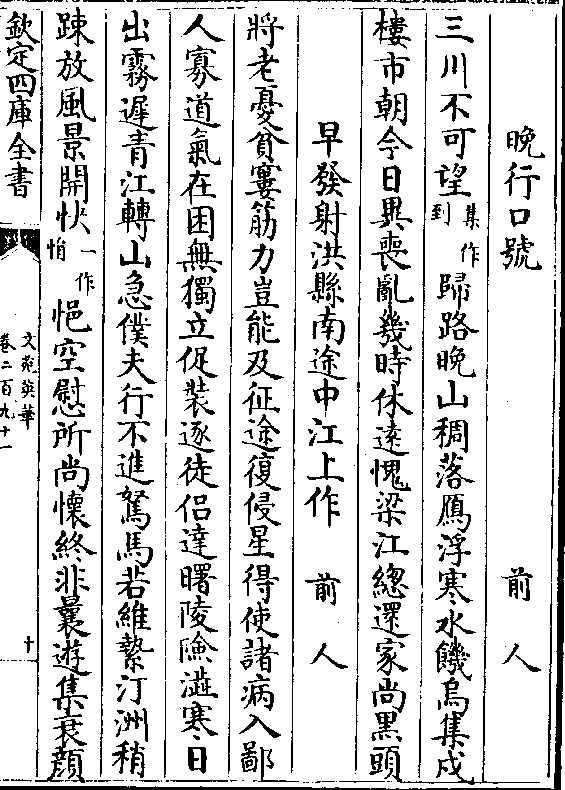 晚行口號　前人
三川不可望集作到歸路晚山稠落鴈浮寒水饑烏集戍
樓市朝今日異喪亂幾時休遠愧梁江總還家尚黑頭
早發射洪縣南途中江上作　前人
將老憂貧窶筋力豈能及征途復侵星得使諸病入鄙
人寡道氣在困無獨立促裝逐徒侶達曙陵險澁寒日
出霧遲青江轉山急僕夫行不進駑馬若維縶汀洲稍
踈放風景開怏一作悄悒空慰所尚懷終非曩遊集衰顔
欽定四庫全書
文苑英華
卷二百九十一
十